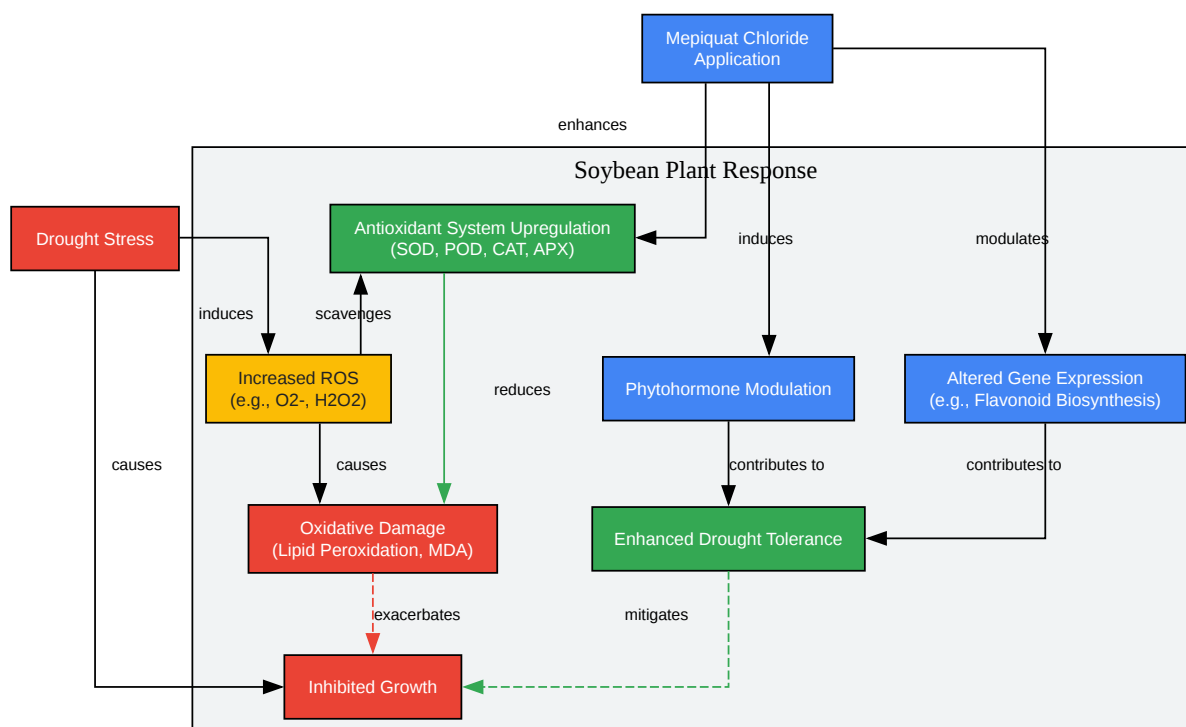 Mepiquat Chloride
Application
enhances
Soybean Plant Response
Drought Stress
Antioxidant System Upregulation
(SOD, POD, CAT, APX)
induces
modulates
induces
scavenges
Increased ROS
(e.g., O2-, H2O2)
reduces
Phytohormone Modulation
Altered Gene Expression
(e.g., Flavonoid Biosynthesis)
causes
causes
contributes to
contributes to
Oxidative Damage
(Lipid Peroxidation, MDA)
Enhanced Drought Tolerance
exacerbates
mitigates
Inhibited Growth